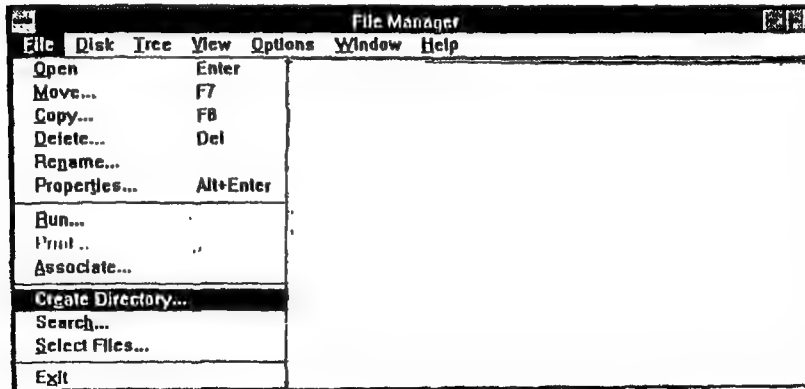 File Manager
File Disk Tree View Options Window Help
Open Enter
Move... F7
Copy... F8
Delete... Del
Rename...
Properties... Alt+Enter
Run...
Print...
Associate...
Create Directory...
Search...
Select Files...
Exit